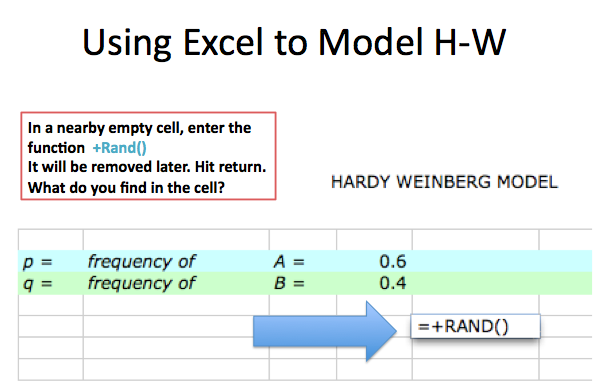 Using Excel to Model H-W
In a nearby empty cell, enter the
function +Rand()
It will be removed later. Hit return.
What do you find in the cell?
HARDY WEINBERG MODEL
p = frequency of A = 0.6
q = frequency of B = 0.4
=+RAND()